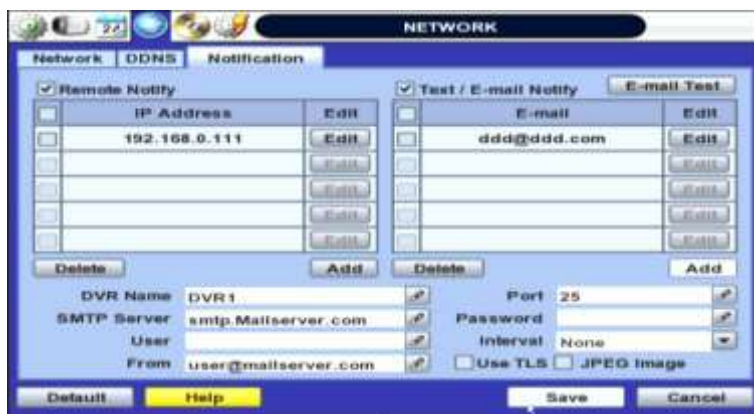 NETWORK
Network DDNS Notification
Remote Notify
IP Address Edit
192.168.0.111 Edit
Edit
Edit
Edit
Edit
Delete Add
Text / E-mail Notify E-mail Test
E-mail Edit
ddd@ddd.com Edit
Edit
Edit
Edit
Edit
Delete Add
DVR Name DVR1
SMTP Server smtp.Mailserver.com
User
From user@mailserver.com
Port 25
Password
Interval None
Use TLS JPEG Image
Default Help Save Cancel